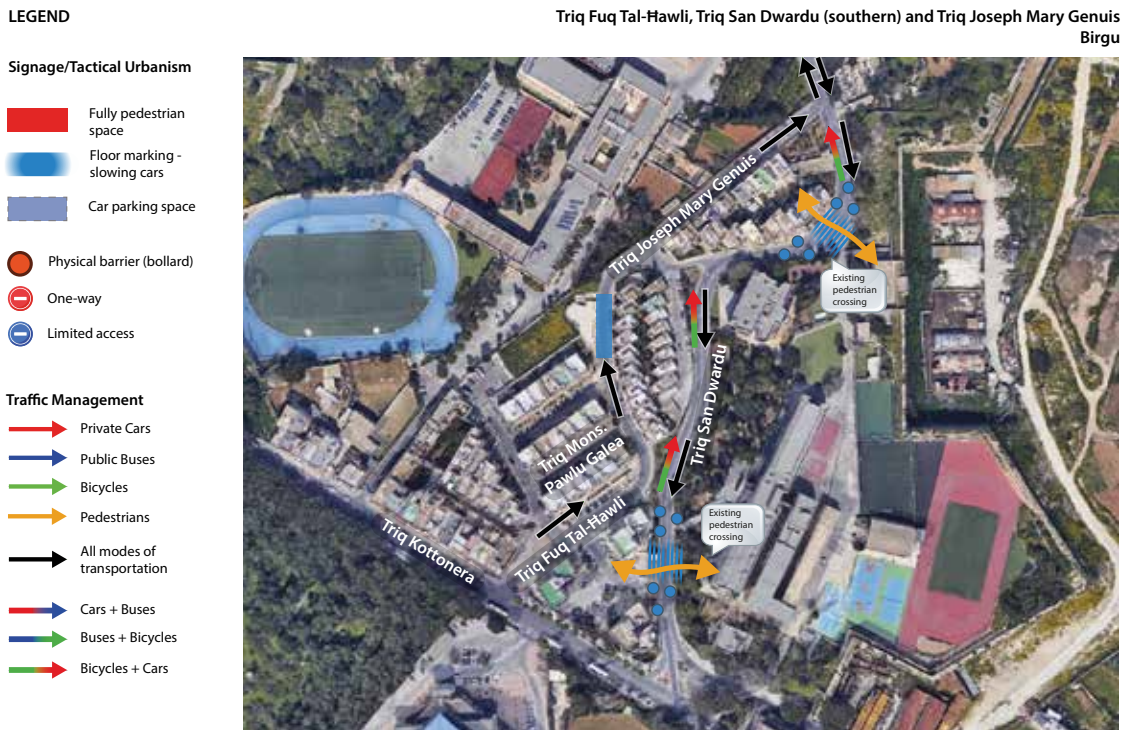 LEGEND
Triq Fuq Tal-Ħawli, Triq San Dwardu (southern) and Triq Joseph Mary Genuis
Birgu
Signage/Tactical Urbanism
Fully pedestrian
space
Floor marking -
slowing cars
Car parking space
Physical barrier (bollard)
One-way
Limited access
Traffic Management
Private Cars
Public Buses
Bicycles
Pedestrians
All modes of
transportation
Cars + Buses
Buses + Bicycles
Bicycles + Cars
Triq Joseph Mary Genuis
Existing
pedestrian
crossing
Triq San Dwardu
Triq Mons.
Pawlu Galea
Triq Fuq Tal-Ħawli
Triq Kottonera
Existing
pedestrian
crossing